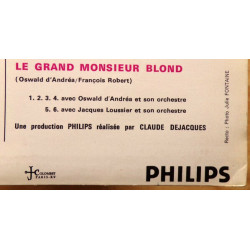 LE GRAND MONSIEUR BLOND
(Oswald d'Andréa/François Robert)
1. 2. 3. 4. avec Oswald d'Andréa et son orchestre
5. 6. avec Jacques Loussier et son orchestre
Une production PHILIPS réalisée par CLAUDE DEJACQUES
Recto : Photo Julie FONTAINE
PHILIPS